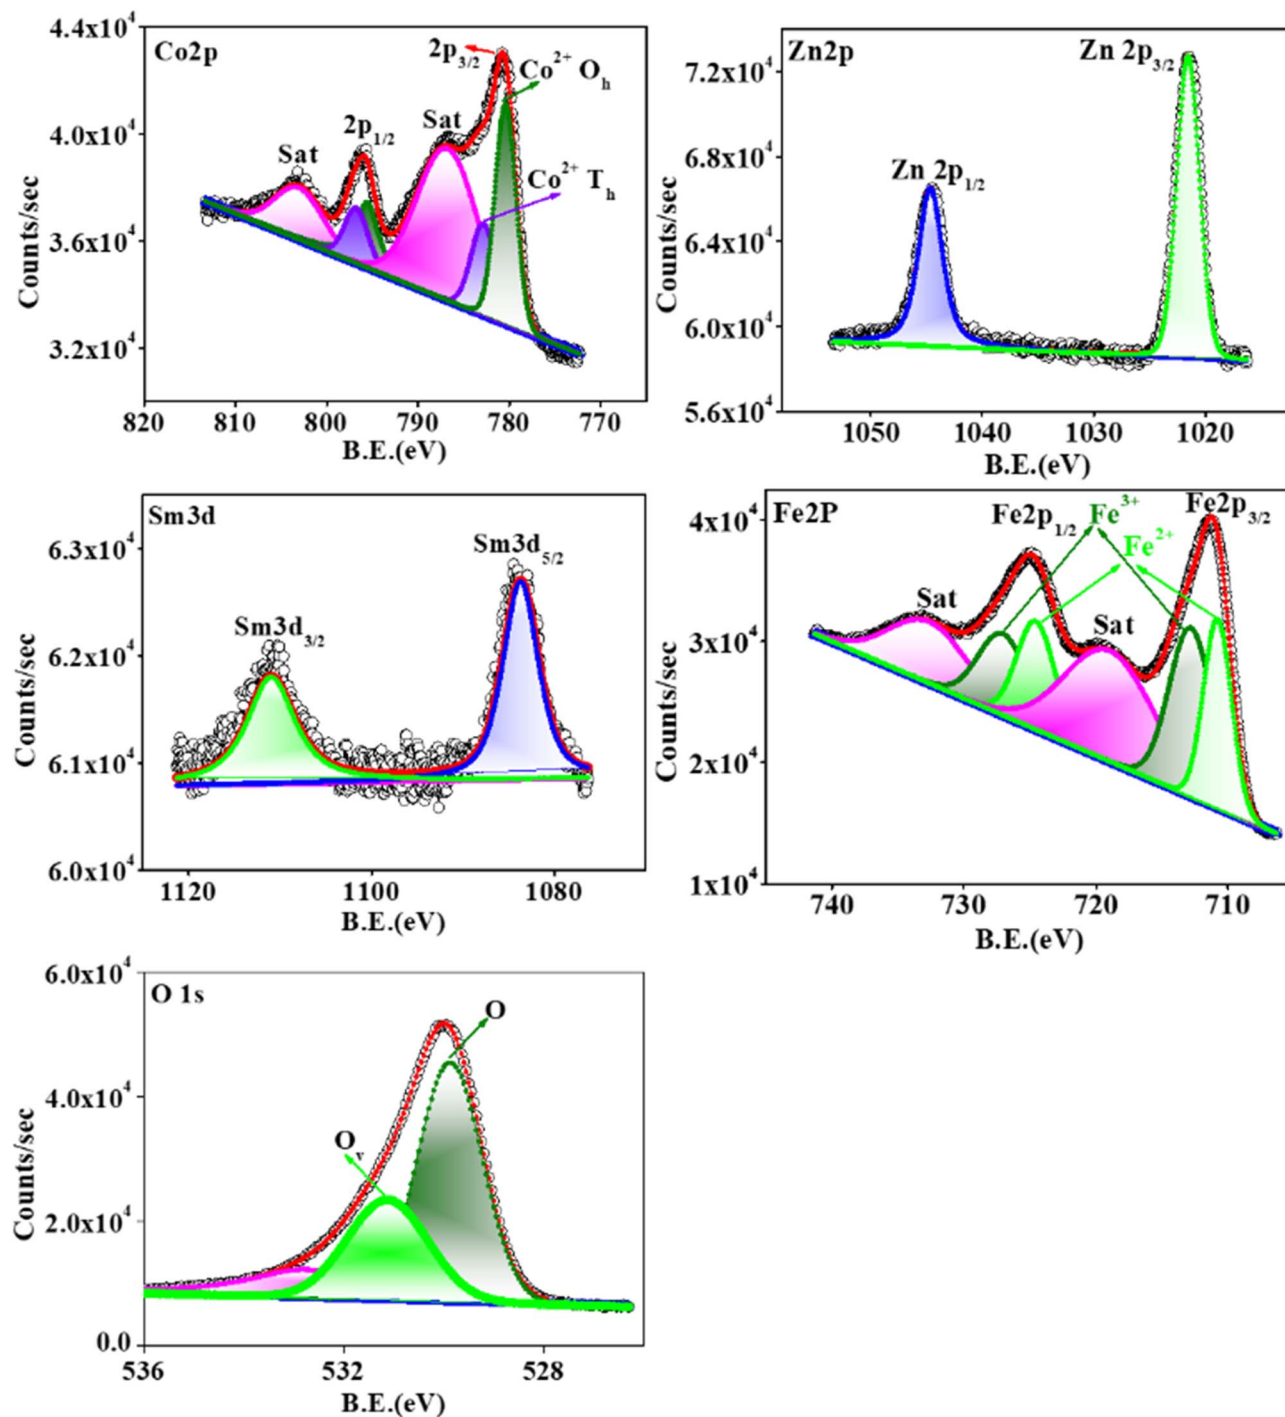 Co2p
4.4x10⁴
4.0x10⁴
3.6x10⁴
3.2x10⁴
Counts/sec
Sat
2p₁/₂
Sat
2p₃/₂
Co²⁺ Oₕ
Co²⁺ Tₕ
820 810 800 790 780 770
B.E.(eV)
Zn2p
7.2x10⁴
6.8x10⁴
6.4x10⁴
6.0x10⁴
5.6x10⁴
Counts/sec
Zn 2p₁/₂
Zn 2p₃/₂
1050 1040 1030 1020
B.E.(eV)
Sm3d
6.3x10⁴
6.2x10⁴
6.1x10⁴
6.0x10⁴
Counts/sec
Sm3d₃/₂
Sm3d₅/₂
1120 1100 1080
B.E.(eV)
Fe2P
4x10⁴
3x10⁴
2x10⁴
1x10⁴
Counts/sec
Sat
Fe2p₁/₂
Fe³⁺
Fe²⁺
Sat
Fe2p₃/₂
740 730 720 710
B.E.(eV)
O 1s
6.0x10⁴
4.0x10⁴
2.0x10⁴
0.0
Counts/sec
Oᵥ
O
536 532 528
B.E.(eV)